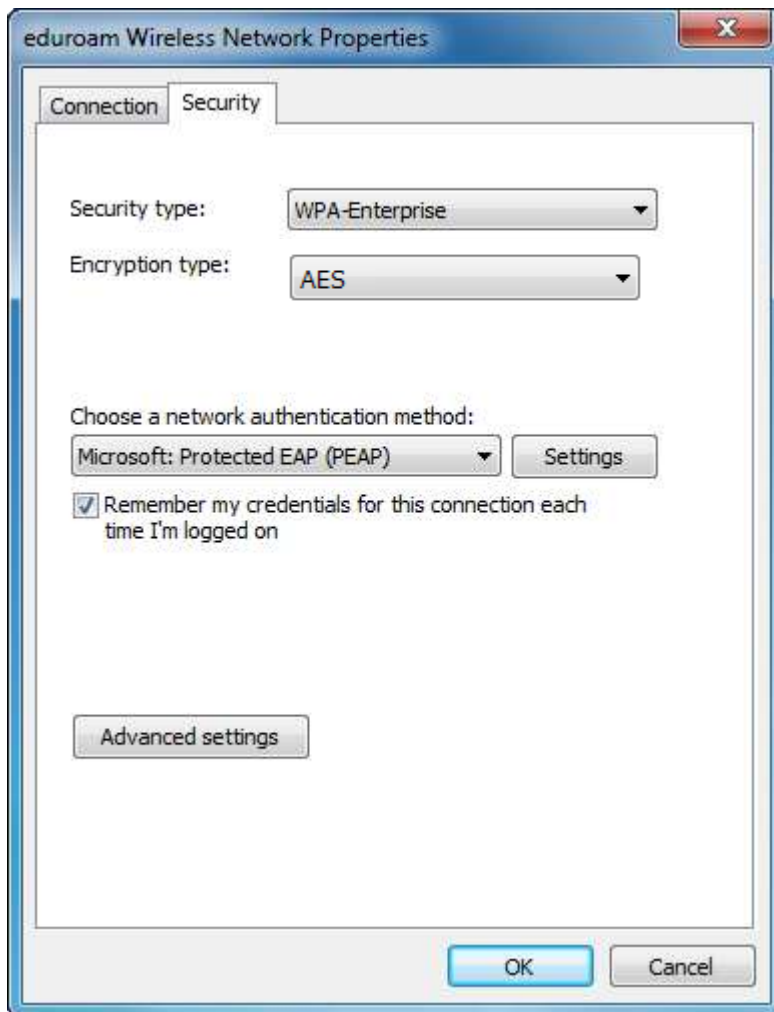 eduroam Wireless Network Properties
Connection
Security
Security type:
WPA-Enterprise
Encryption type:
AES
Choose a network authentication method:
Microsoft: Protected EAP (PEAP)
Settings
Remember my credentials for this connection each
time I'm logged on
Advanced settings
OK
Cancel